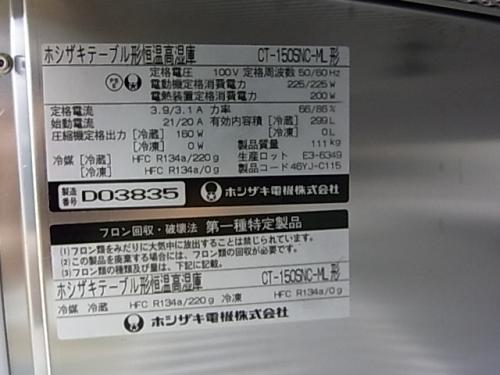 ホシザキテーブル形恒温高湿庫 CT-150SNC-ML 形
定格電圧 100V 定格周波数 50/60Hz
電動機定格消費電力 225/225W
電熱装置定格消費電力 200 W
定格電流 3.9/3.1 A 力率 66/86%
始動電流 21/20 A 有効内容積 [冷蔵] 299L
圧縮機定格出力 [冷蔵] 160 W [冷凍] 0L
[冷凍] 0W 製品質量 111kg
冷媒 [冷蔵] HFC R134a/220g 生産ロット E3-6349
[冷凍] HFC R134a/0g 製品コード 46YJ-C115
製造番号 D03835 ホシザキ電機株式会社
フロン回収・破壊法 第一種特定製品
(1)フロン類をみだりに大気中に放出することは禁じられています。
(2)この製品を廃棄する場合には、フロン類の回収が必要です。
(3)フロン類の種類及び量は、下記に記載。
ホシザキテーブル形恒温高湿庫 CT-150SNC-ML 形
冷媒 冷蔵 HFC R134a/220g 冷凍 HFC R134a/0g
ホシザキ電機株式会社